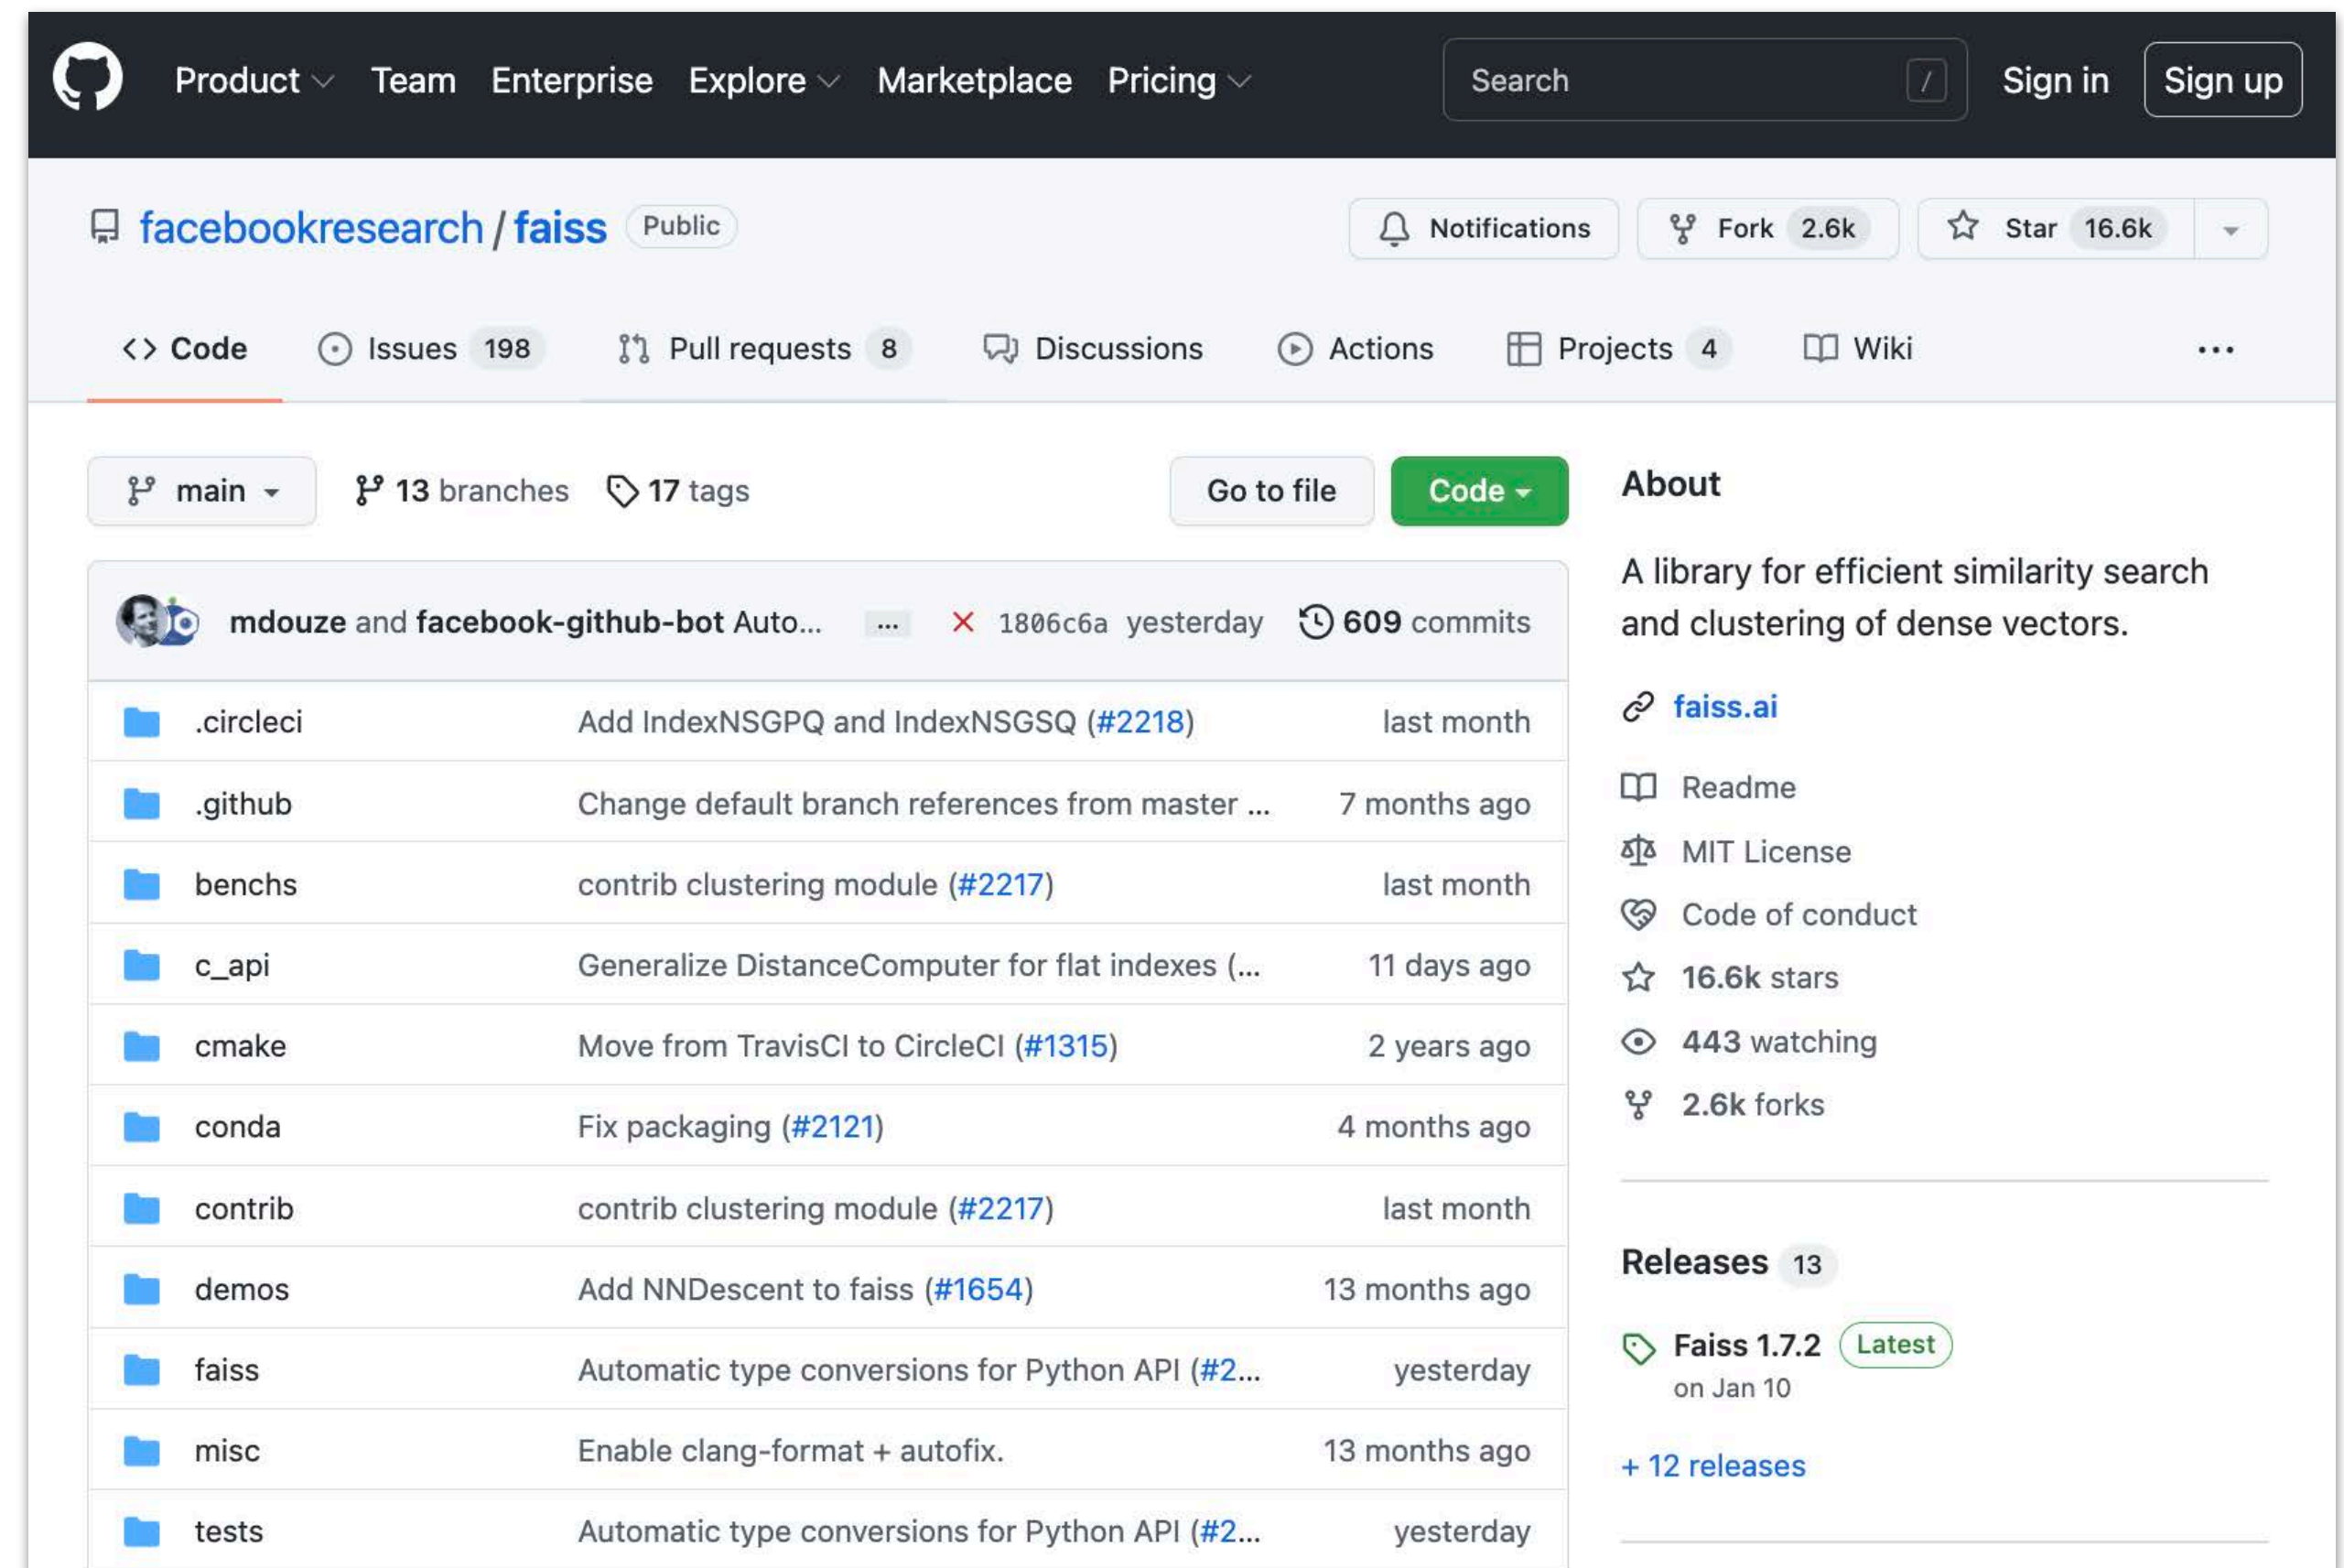 Product Team Enterprise Explore Marketplace Pricing Search / Sign in Sign up
facebookresearch / faiss Public Notifications Fork 2.6k Star 16.6k
Code Issues 198 Pull requests 8 Discussions Actions Projects 4 Wiki ...
main 13 branches 17 tags Go to file Code
mdouze and facebook-github-bot Auto... ... 1806c6a yesterday 609 commits
.circleci Add IndexNSGPQ and IndexNSGSQ (#2218) last month
.github Change default branch references from master ... 7 months ago
benchs contrib clustering module (#2217) last month
c_api Generalize DistanceComputer for flat indexes (... 11 days ago
cmake Move from TravisCI to CircleCI (#1315) 2 years ago
conda Fix packaging (#2121) 4 months ago
contrib contrib clustering module (#2217) last month
demos Add NNDescent to faiss (#1654) 13 months ago
faiss Automatic type conversions for Python API (#2... yesterday
misc Enable clang-format + autofix. 13 months ago
tests Automatic type conversions for Python API (#2... yesterday
About
A library for efficient similarity search
and clustering of dense vectors.
faiss.ai
Readme
MIT License
Code of conduct
16.6k stars
443 watching
2.6k forks
Releases 13
Faiss 1.7.2 Latest
on Jan 10
+ 12 releases